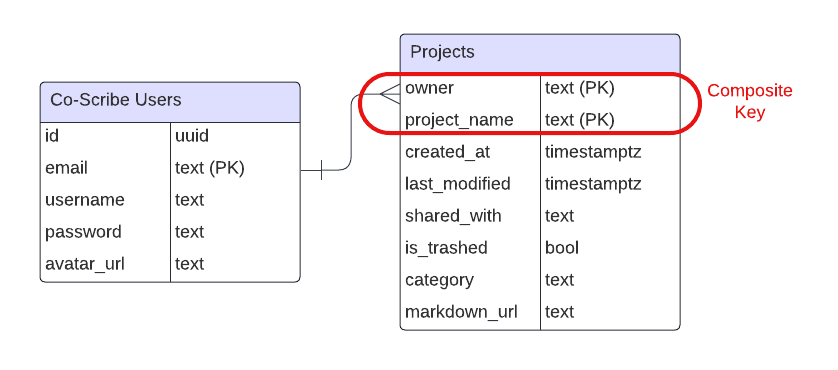 Co-Scribe Users
id uuid
email text (PK)
username text
password text
avatar_url text
Projects
owner text (PK)
project_name text (PK)
created_at timestamptz
last_modified timestamptz
shared_with text
is_trashed bool
category text
markdown_url text
Composite
Key